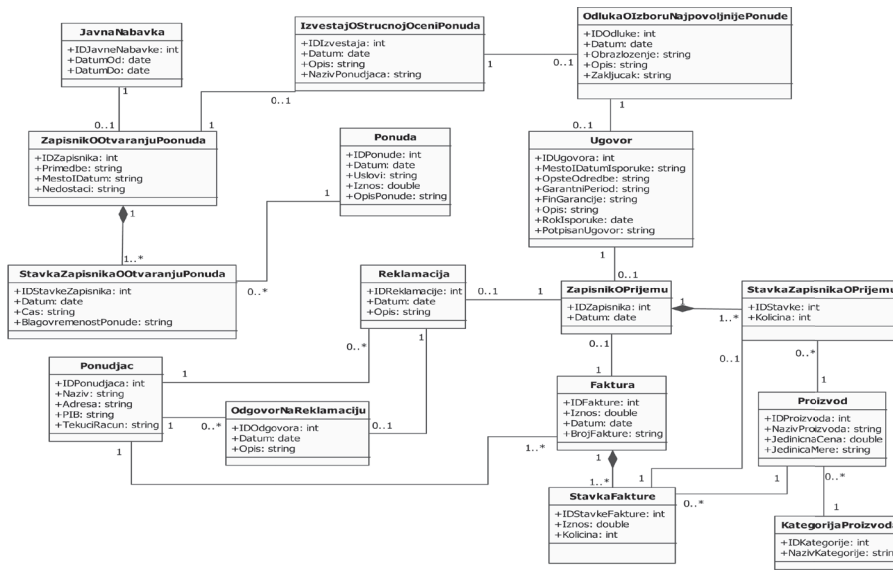 JavnaNabavka
+IDJavneNabavke: int
+DatumOd: date
+DatumDo: date
1
0..1
IzvestajOStrucnojOceniPonuda
+IDIzvestaja: int
+Datum: date
+Opis: string
+NazivPonudjaca: string
1
0..1
0..1
1
OdlukaOIzboruNajpovoljnijePonude
+IDOdluke: int
+Datum: date
+Obrazlozenje: string
+Opis: string
+Zakljucak: string
1
0..1
ZapisnikOOtvaranjuPoonuda
+IDZapisnika: int
+Primedbe: string
+MestoIDatum: string
+Nedostaci: string
1
1..*
Ponuda
+IDPonude: int
+Datum: date
+Uslovi: string
+Iznos: double
+OpisPonude: string
1
0..*
Ugovor
+IDUgovora: int
+MestoIDatumIsporuke: string
+OpsteOdredbe: string
+GarantniPeriod: string
+FinGarancije: string
+Opis: string
+RokIsporuke: date
+PotpisanUgovor: string
1
0..1
StavkaZapisnikaOOtvaranjuPonuda
+IDStavkeZapisnika: int
+Datum: date
+Cas: string
+BlagovremenostPonude: string
Reklamacija
+IDReklamacije: int
+Datum: date
+Opis: string
0..1
1
0..*
1
ZapisnikOPrijemu
+IDZapisnika: int
+Datum: date
1
1..*
0..1
1
StavkaZapisnikaOPrijemu
+IDStavke: int
+Kolicina: int
0..1
0..*
1
Ponudjac
+IDPonudjaca: int
+Naziv: string
+Adresa: string
+PIB: string
+TekuciRacun: string
1
1
0..*
1
OdgovorNaReklamaciju
+IDOdgovora: int
+Datum: date
+Opis: string
0..1
Faktura
+IDFakture: int
+Iznos: double
+Datum: date
+BrojFakture: string
1..*
1
1..*
Proizvod
+IDProizvoda: int
+NazivProizvoda: string
+JedinicnaCena: double
+JedinicaMere: string
1
0..*
1
StavkaFakture
+IDStavkeFakture: int
+Iznos: double
+Kolicina: int
1
0..*
KategorijaProizvoda
+IDKategorije: int
+NazivKategorije: string